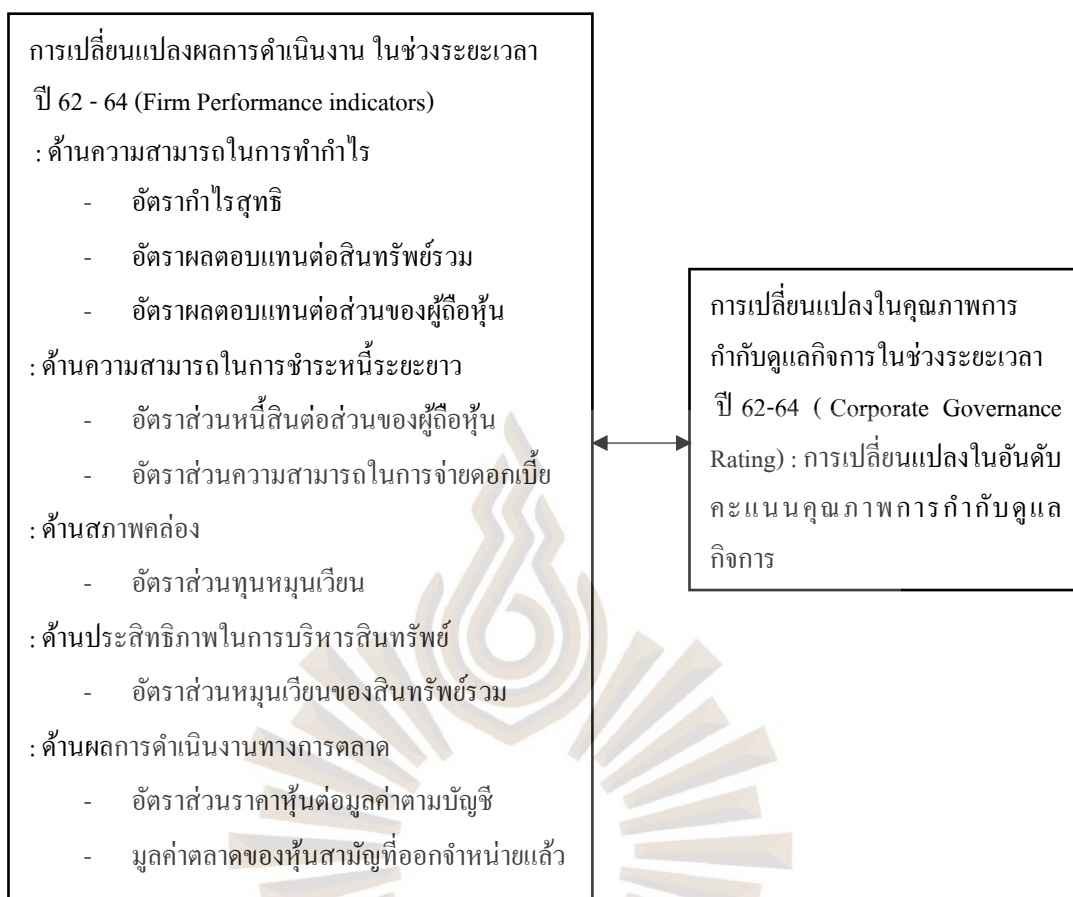 การเปลี่ยนแปลงผลการดำเนินงาน ในช่วงระยะเวลา
ปี 62 - 64 (Firm Performance indicators)
: ด้านความสามารถในการทำกำไร
- อัตรากำไรสุทธิ
- อัตราผลตอบแทนต่อสินทรัพย์รวม
- อัตราผลตอบแทนต่อส่วนของผู้ถือหุ้น
: ด้านความสามารถในการชำระหนี้ระยะยาว
- อัตราส่วนหนี้สินต่อส่วนของผู้ถือหุ้น
- อัตราส่วนความสามารถในการจ่ายดอกเบี้ย
: ด้านสภาพคล่อง
- อัตราส่วนทุนหมุนเวียน
: ด้านประสิทธิภาพในการบริหารสินทรัพย์
- อัตราส่วนหมุนเวียนของสินทรัพย์รวม
: ด้านผลการดำเนินงานทางการตลาด
- อัตราส่วนราคาหุ้นต่อมูลค่าตามบัญชี
- มูลค่าตลาดของหุ้นสามัญที่ออกจำหน่ายแล้ว
การเปลี่ยนแปลงในคุณภาพการ
กำกับดูแลกิจการในช่วงระยะเวลา
ปี 62-64 ( Corporate Governance
Rating) : การเปลี่ยนแปลงในอันดับ
คะแนนคุณภาพการกำกับดูแล
กิจการ